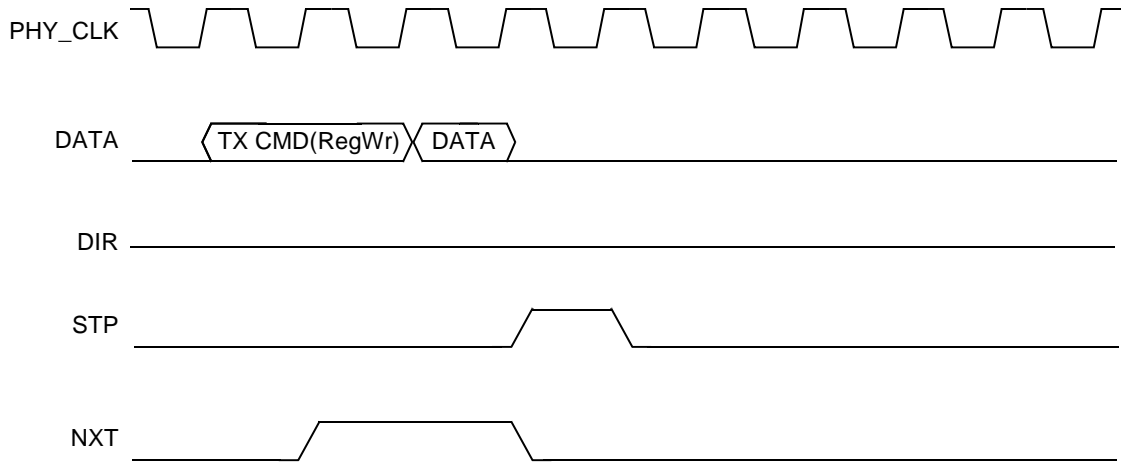 PHY_CLK
DATA
TX CMD(RegWr)
DATA
DIR
STP
NXT